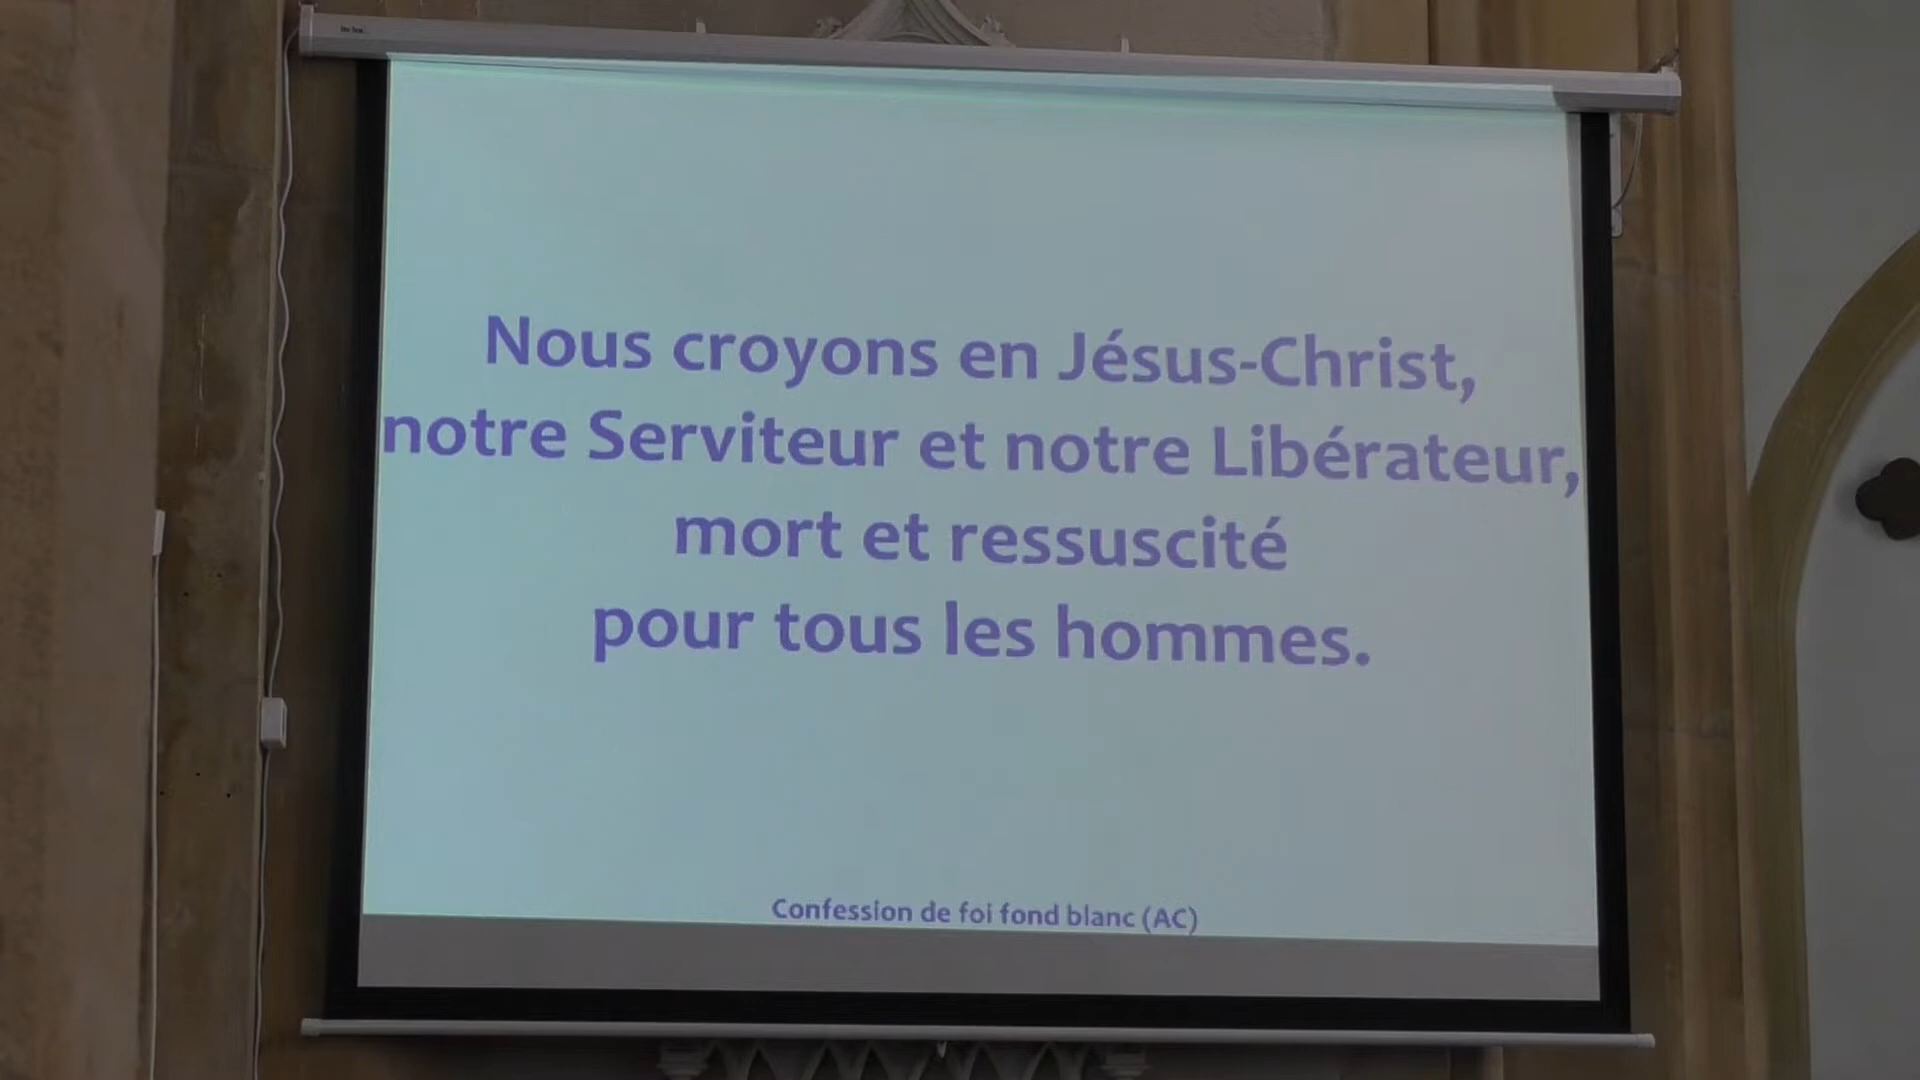 Nous croyons en Jésus-Christ,
notre Serviteur et notre Libérateur,
mort et ressuscité
pour tous les hommes.
Confession de foi fond blanc (AC)